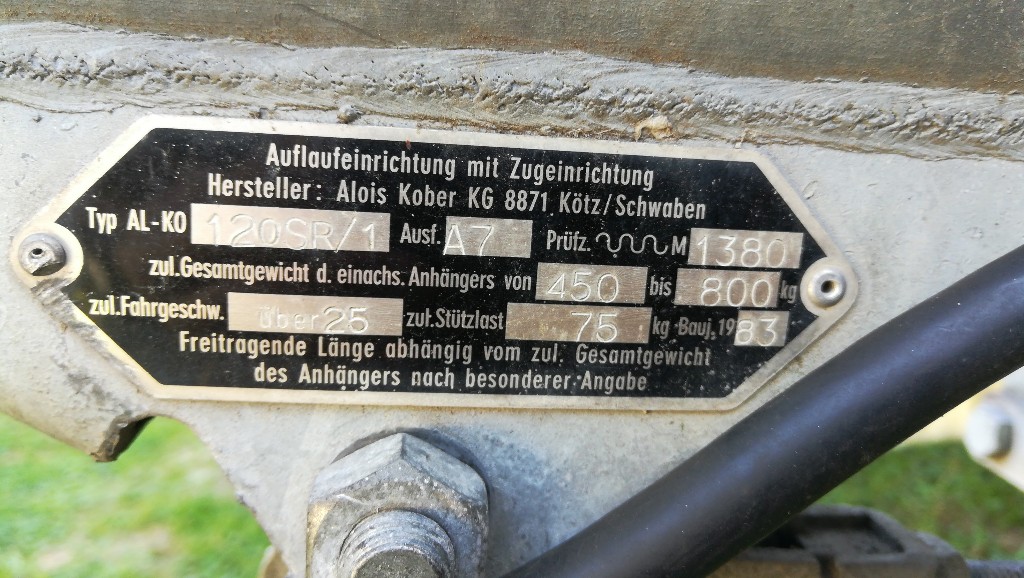 Auflaufeinrichtung mit Zugeinrichtung
Hersteller: Alois Kober KG 8871 Kötz/Schwaben
Typ AL-KO 120SR/1 Ausf. A7 Prüfz. M 1380
zul.Gesamtgewicht d. einachs. Anhängers von 450 bis 800 kg
zul.Fahrgeschw. über 25 zul.Stützlast 75 kg Bauj. 1983
Freitragende Länge abhängig vom zul. Gesamtgewicht
des Anhängers nach besonderer Angabe